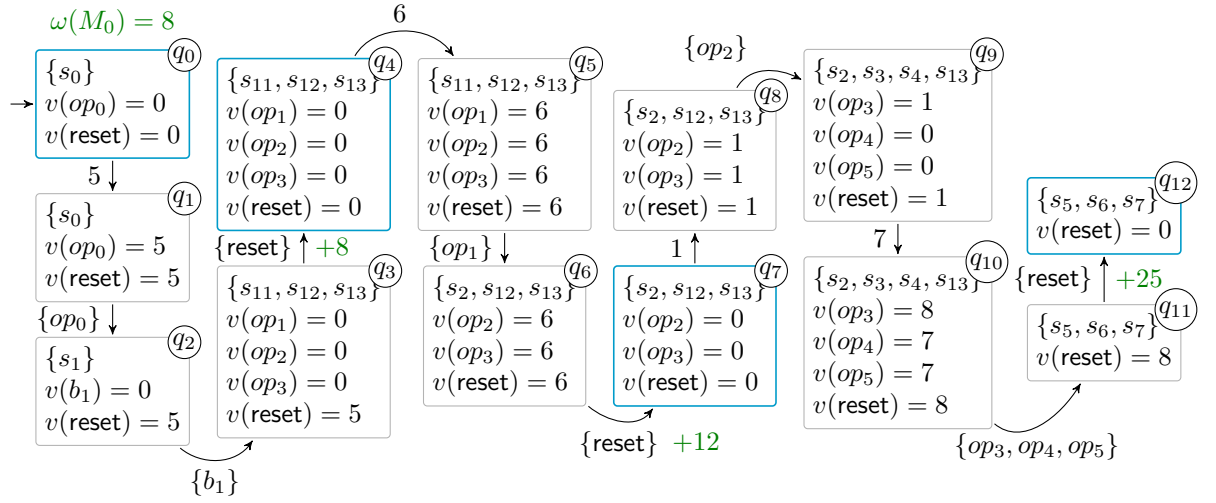 ω(M₀) = 8
q₀
{s₀}
v(op₀) = 0
v(reset) = 0
5
q₁
{s₀}
v(op₀) = 5
v(reset) = 5
{op₀}
q₂
{s₁}
v(b₁) = 0
v(reset) = 5
{b₁}
q₃
{s₁₁, s₁₂, s₁₃}
v(op₁) = 0
v(op₂) = 0
v(op₃) = 0
v(reset) = 5
{reset} +8
q₄
{s₁₁, s₁₂, s₁₃}
v(op₁) = 0
v(op₂) = 0
v(op₃) = 0
v(reset) = 0
6
q₅
{s₁₁, s₁₂, s₁₃}
v(op₁) = 6
v(op₂) = 6
v(op₃) = 6
v(reset) = 6
{op₁}
q₆
{s₂, s₁₂, s₁₃}
v(op₂) = 6
v(op₃) = 6
v(reset) = 6
{reset} +12
q₇
{s₂, s₁₂, s₁₃}
v(op₂) = 0
v(op₃) = 0
v(reset) = 0
1
q₈
{s₂, s₁₂, s₁₃}
v(op₂) = 1
v(op₃) = 1
v(reset) = 1
{op₂}
q₉
{s₂, s₃, s₄, s₁₃}
v(op₃) = 1
v(op₄) = 0
v(op₅) = 0
v(reset) = 1
7
q₁₀
{s₂, s₃, s₄, s₁₃}
v(op₃) = 8
v(op₄) = 7
v(op₅) = 7
v(reset) = 8
{op₃, op₄, op₅}
q₁₁
{s₅, s₆, s₇}
v(reset) = 8
{reset} +25
q₁₂
{s₅, s₆, s₇}
v(reset) = 0